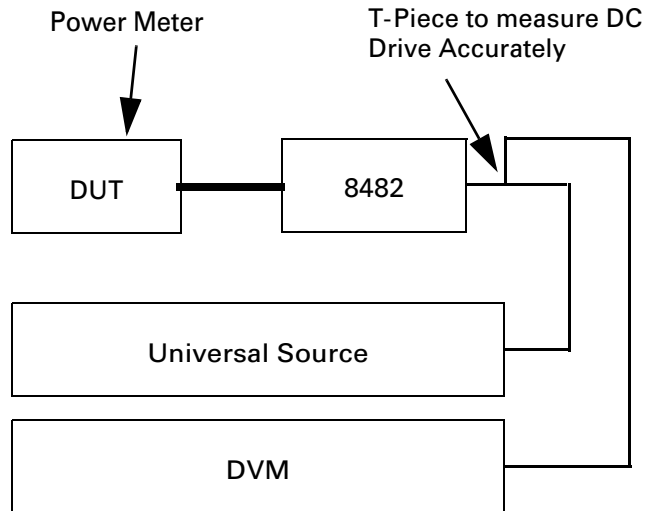 Power Meter
T-Piece to measure DC
Drive Accurately
DUT
8482
Universal Source
DVM